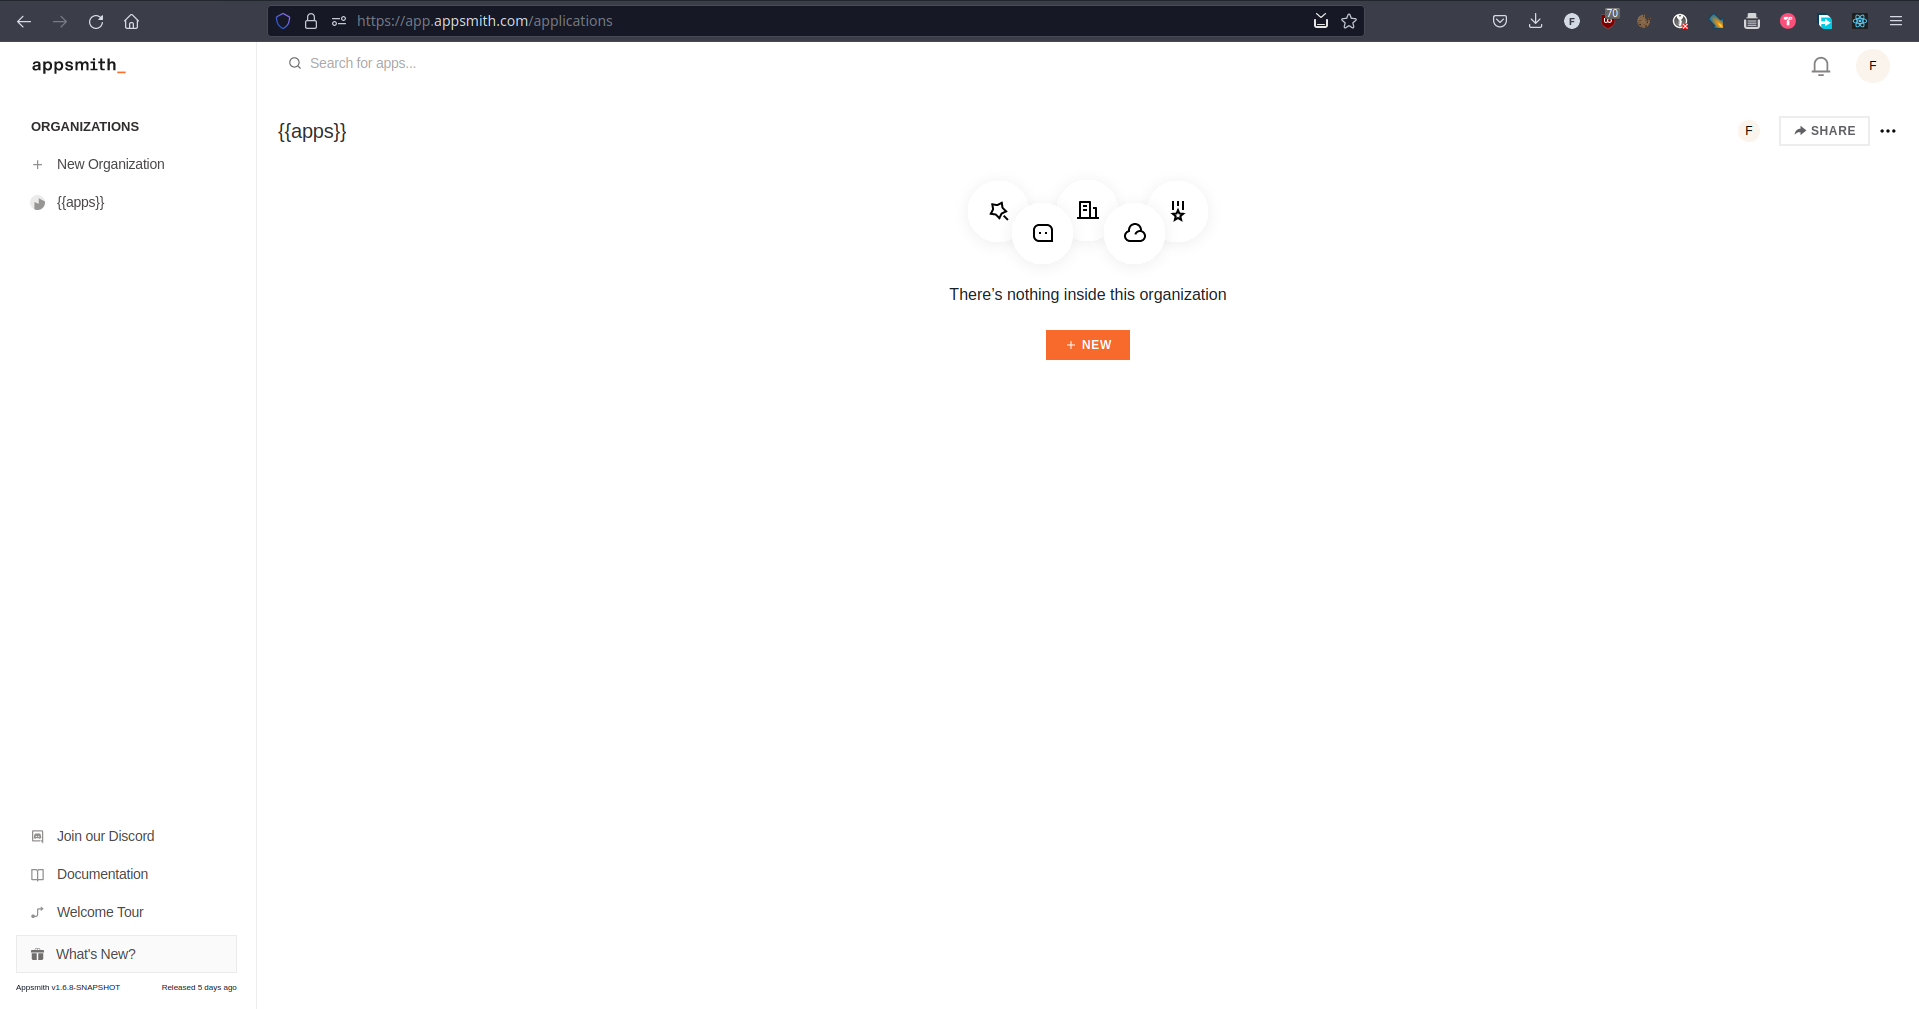 https://app.appsmith.com/applications
70
F
appsmith_
Search for apps...
F
ORGANIZATIONS
New Organization
{{apps}}
{{apps}}
F
SHARE
There's nothing inside this organization
+ NEW
Join our Discord
Documentation
Welcome Tour
What's New?
Appsmith v1.6.8-SNAPSHOT
Released 5 days ago